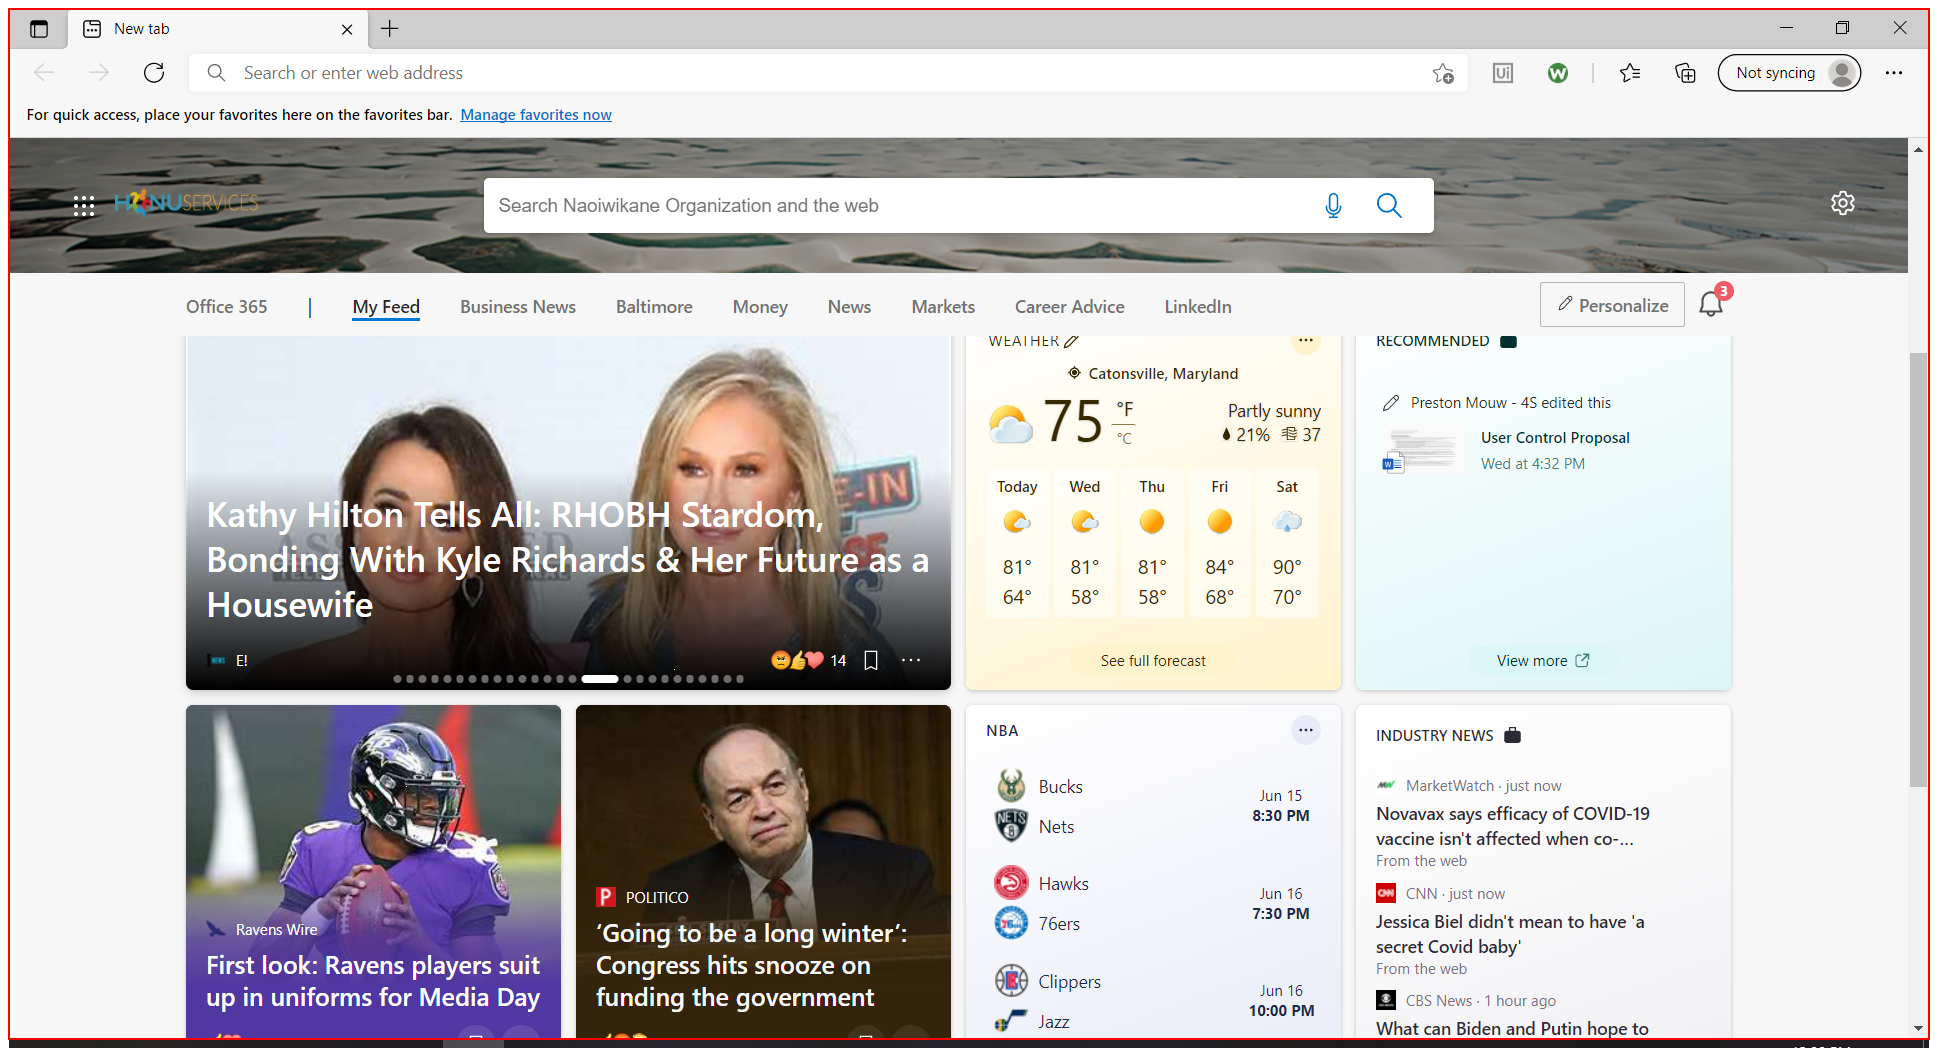 New tab
Search or enter web address
Not syncing
For quick access, place your favorites here on the favorites bar. Manage favorites now
HANUSERVICES
Search Naoiwikane Organization and the web
Office 365 | My Feed Business News Baltimore Money News Markets Career Advice LinkedIn
Personalize
3
Kathy Hilton Tells All: RHOBH Stardom,
Bonding With Kyle Richards & Her Future as a
Housewife
E!
14
WEATHER
Catonsville, Maryland
75 °F
°C
Partly sunny
21% 37
Today Wed Thu Fri Sat
81° 81° 81° 84° 90°
64° 58° 58° 68° 70°
See full forecast
RECOMMENDED
Preston Mouw - 4S edited this
User Control Proposal
Wed at 4:32 PM
View more
Ravens Wire
First look: Ravens players suit
up in uniforms for Media Day
POLITICO
‘Going to be a long winter’:
Congress hits snooze on
funding the government
NBA
Bucks
Nets
Jun 15
8:30 PM
Hawks
76ers
Jun 16
7:30 PM
Clippers
Jazz
Jun 16
10:00 PM
INDUSTRY NEWS
MarketWatch · just now
Novavax says efficacy of COVID-19
vaccine isn't affected when co-...
From the web
CNN · just now
Jessica Biel didn't mean to have 'a
secret Covid baby'
From the web
CBS News · 1 hour ago
What can Biden and Putin hope to